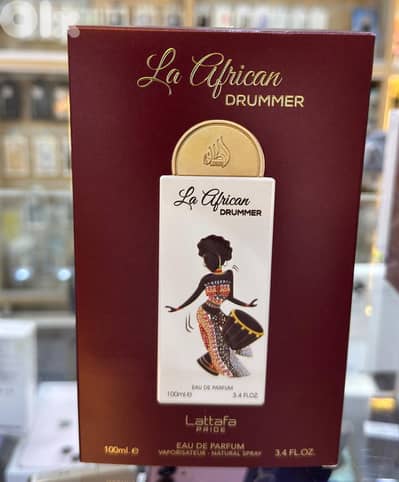 La African
DRUMMER
La African
DRUMMER
EAU DE PARFUM
100ml.e 3.4 FL.OZ.
Lattafa
PRIDE
EAU DE PARFUM
100ml.e VAPORISATEUR - NATURAL SPRAY 3.4 FL.OZ.